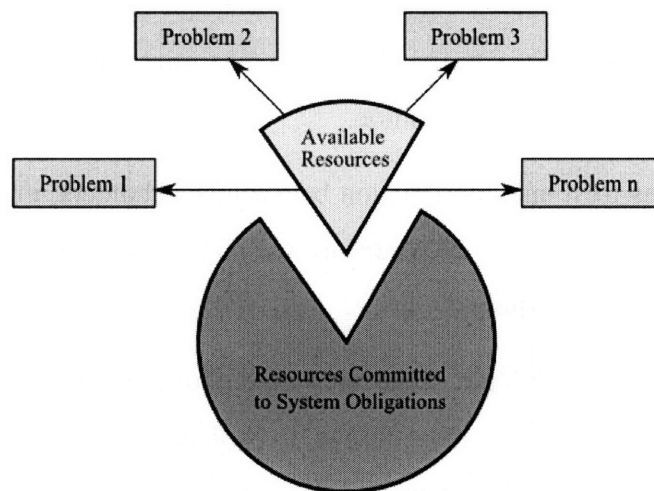 Problem 2
Problem 3
Available
Resources
Problem 1
Problem n
Resources Committed
to System Obligations